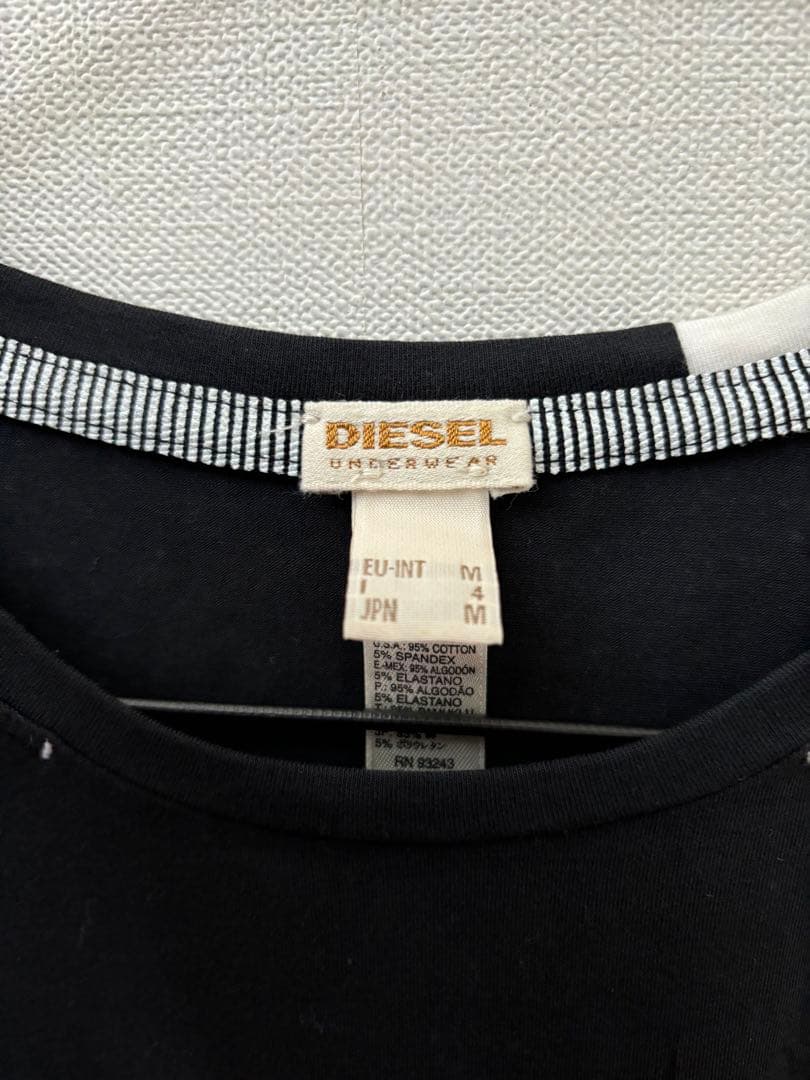 DIESEL
UNDERWEAR
EU-INT M
I 4
JPN M
U.S.A.: 95% COTTON
5% SPANDEX
E-MEX: 95% ALGODÓN
5% ELASTANO
P.: 95% ALGODÃO
5% ELASTANO
5% ポリウレタン
RN 93243